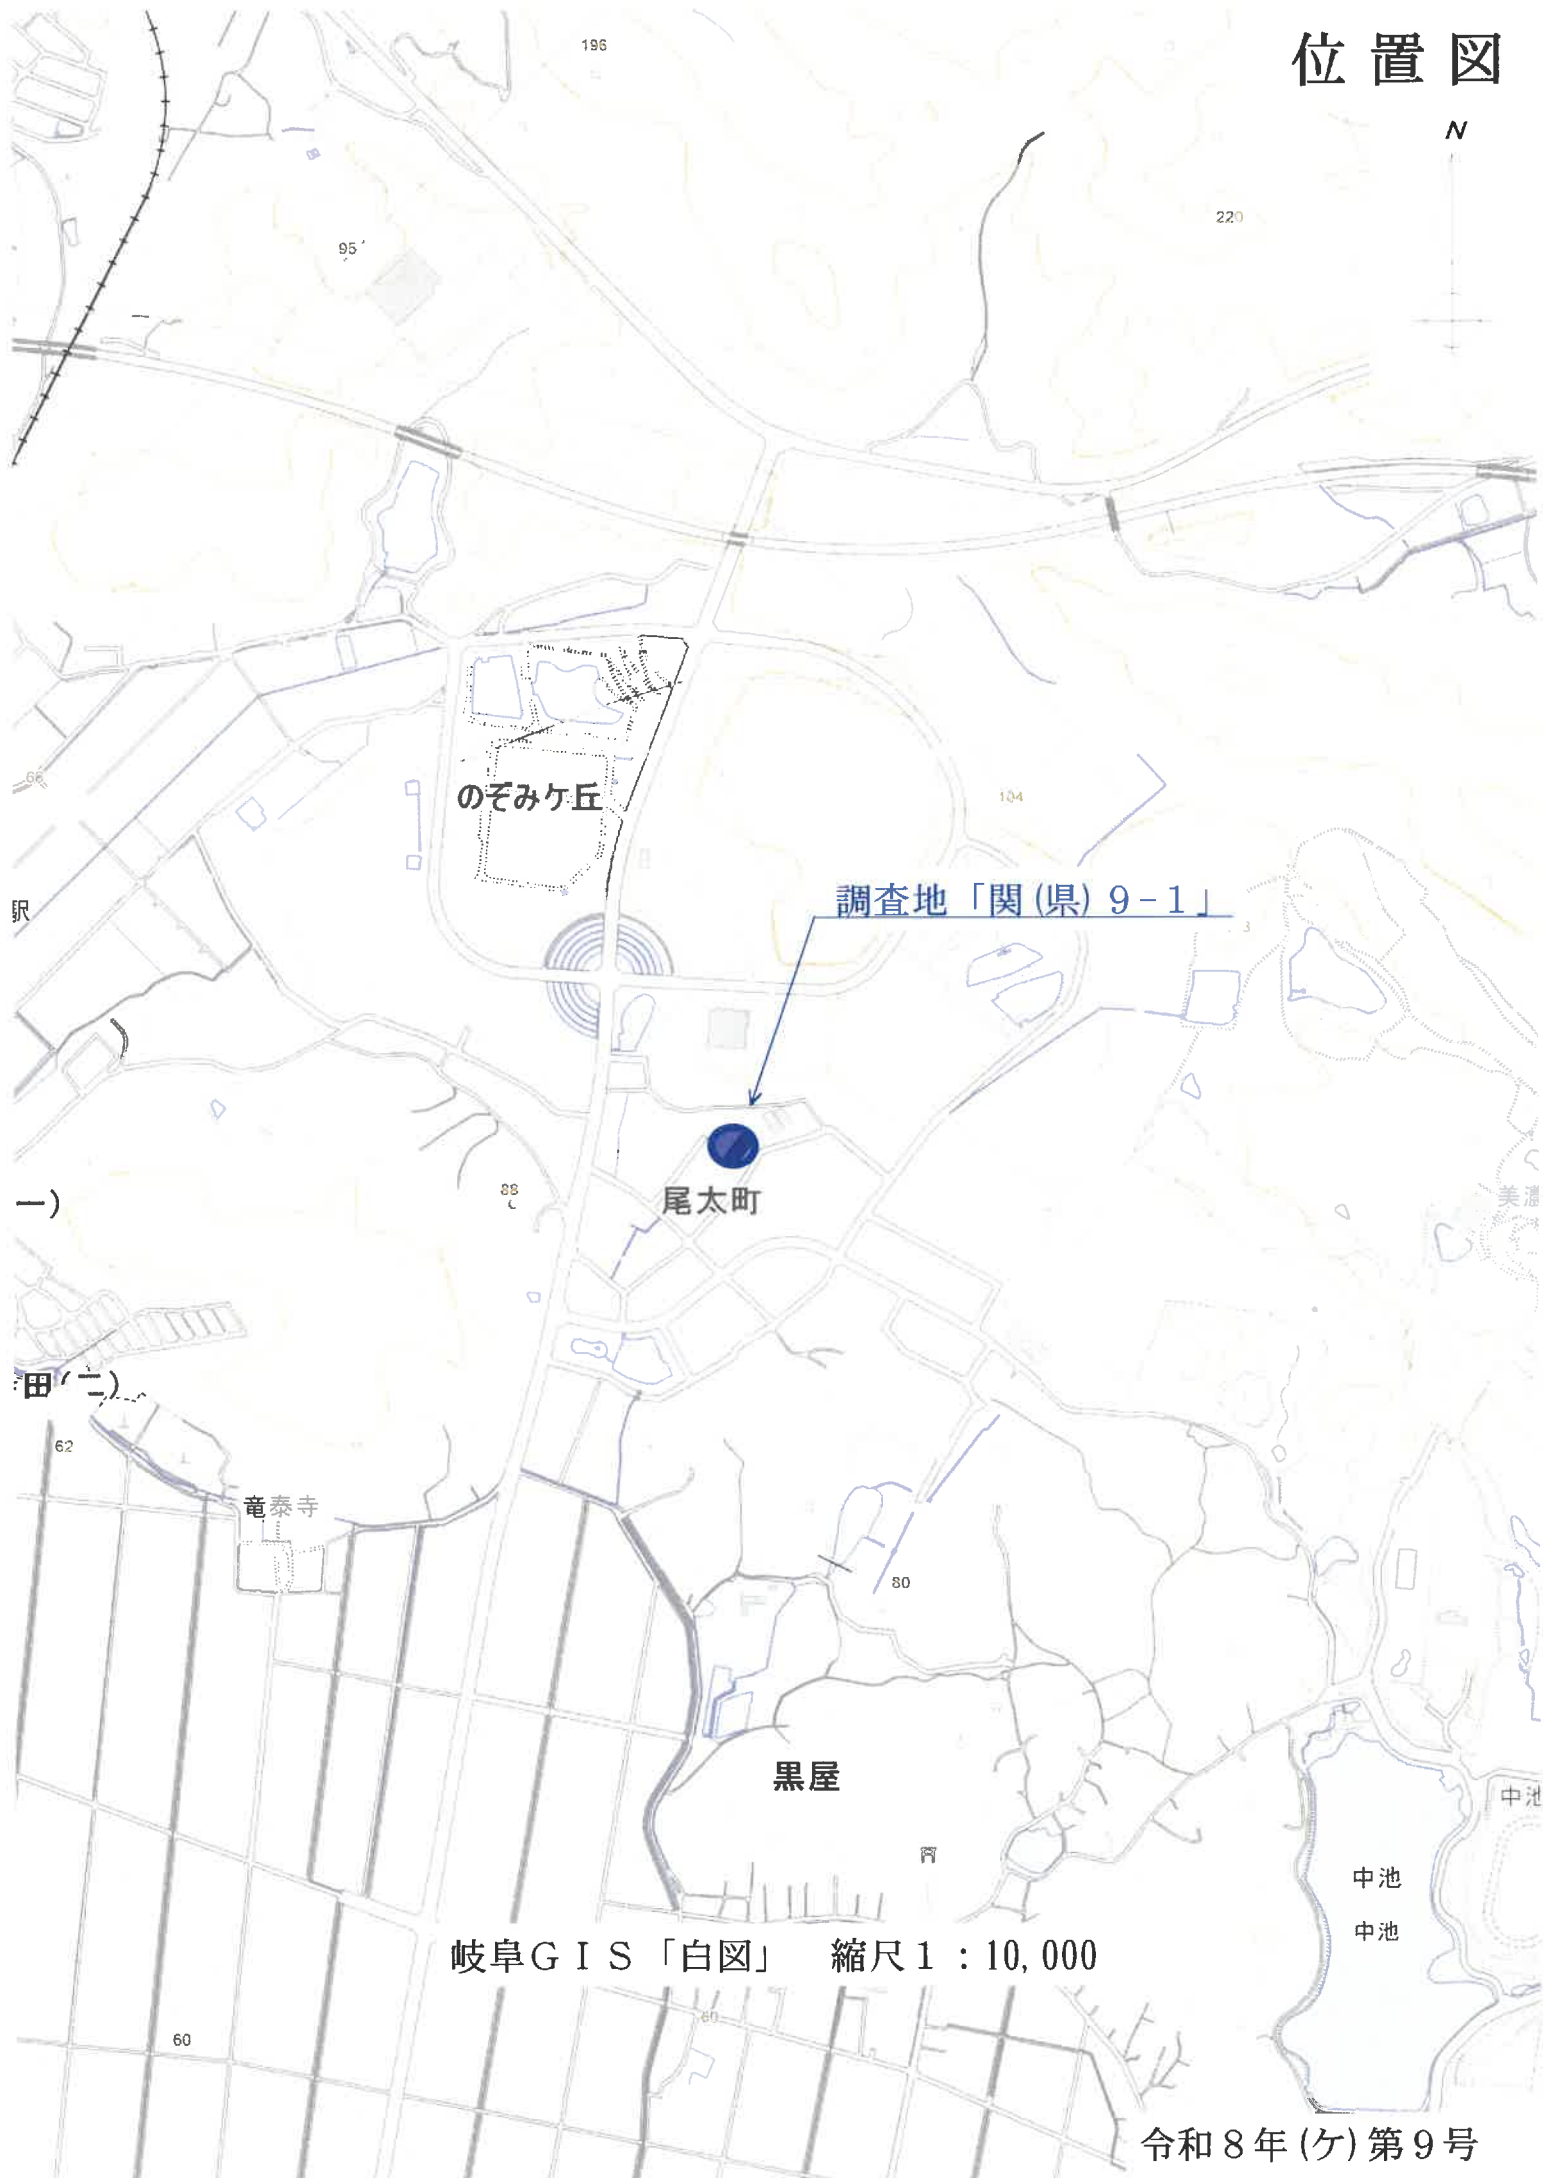 位置図
N
196
220
95
のぞみケ丘
66
104
駅
調査地「関(県)9-1」
3
88
一)
尾太町
美濃
田(二)
62
竜泰寺
80
黒屋
中池
中池
中池
岐阜GIS「白図」 縮尺1:10,000
60
60
令和8年(ケ)第9号